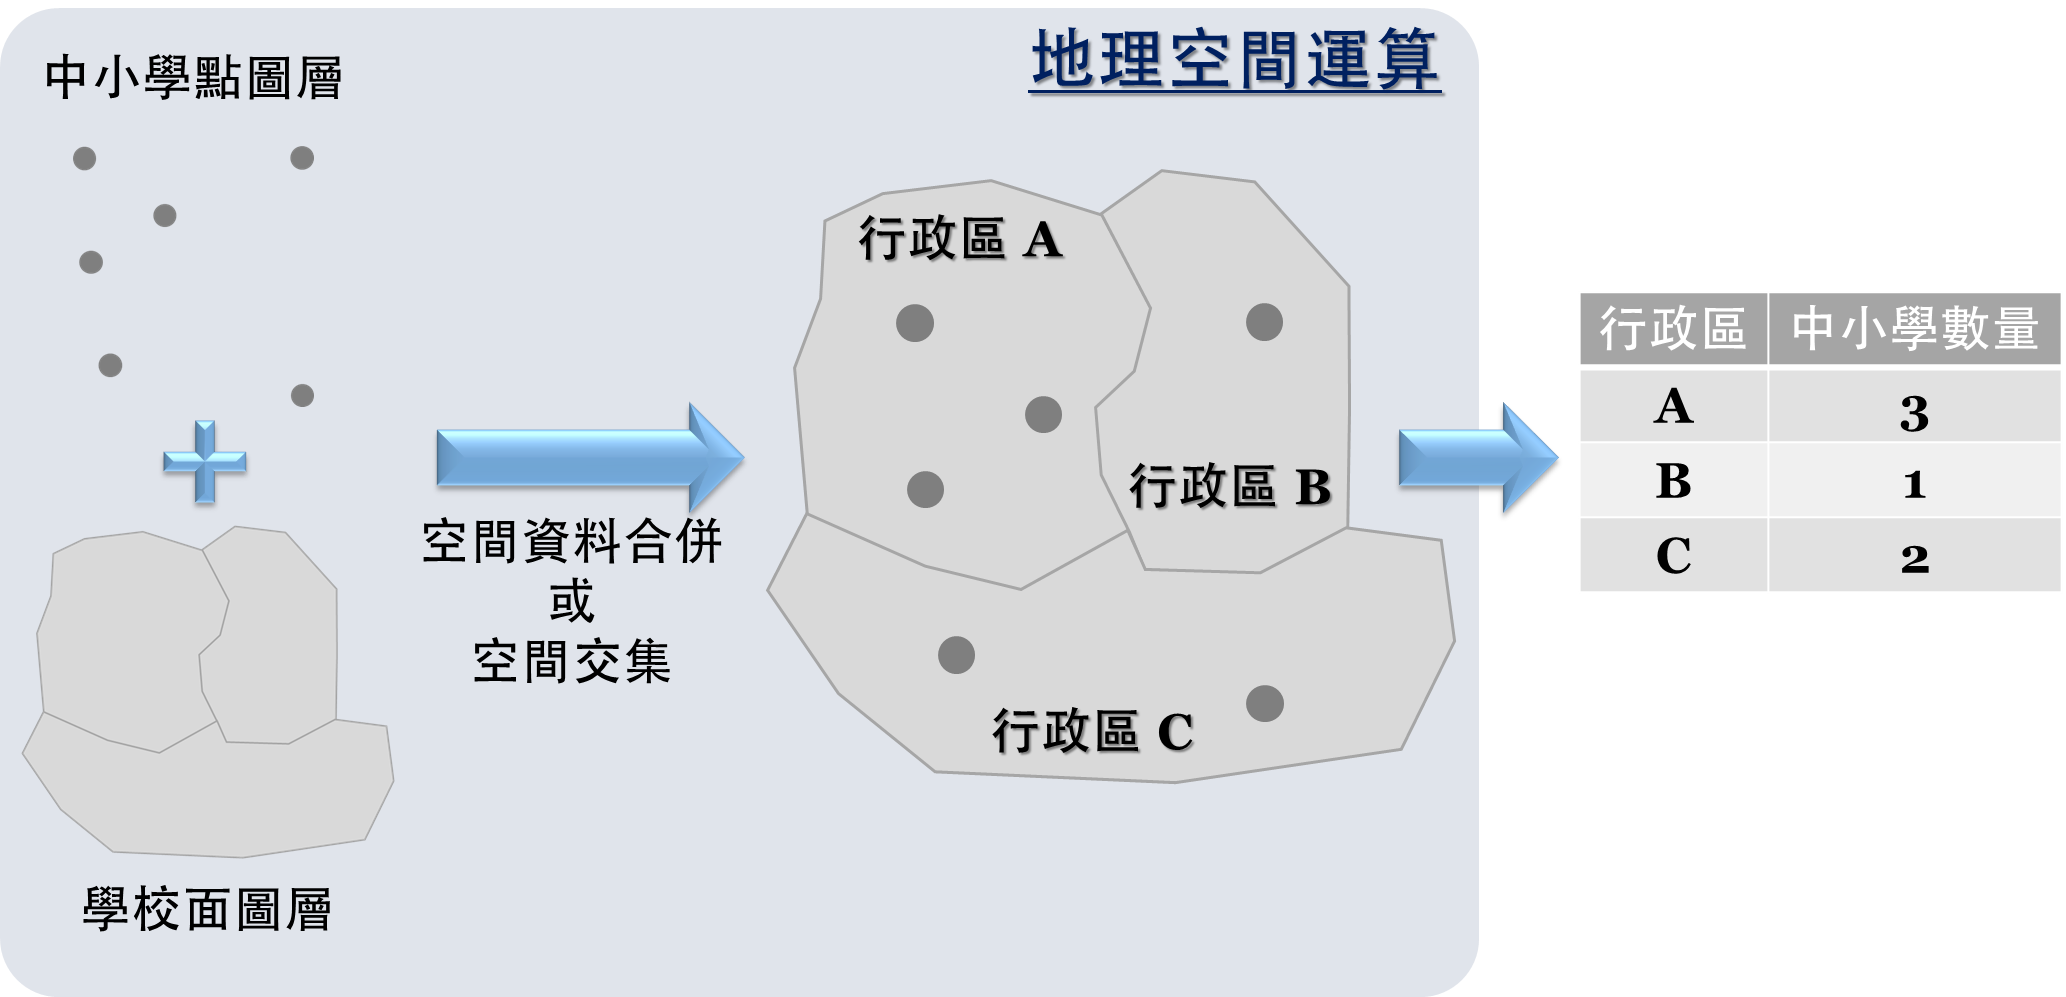 地理空間運算
中小學點圖層
學校面圖層
空間資料合併
或
空間交集
行政區 A
行政區 B
行政區 C
行政區 中小學數量
A 3
B 1
C 2